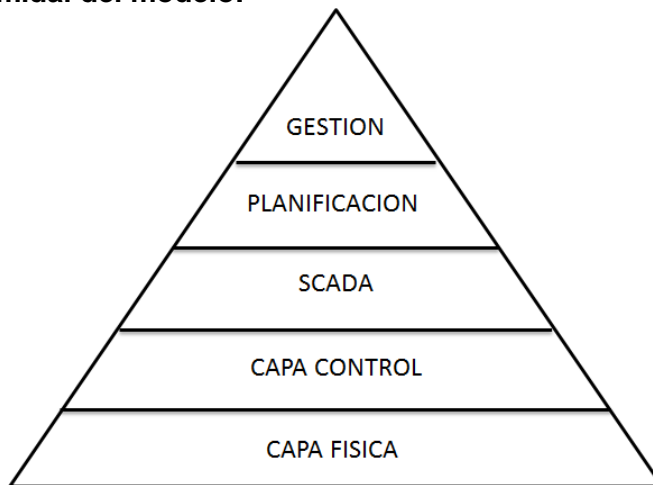 del modelo:
GESTION
PLANIFICACION
SCADA
CAPA CONTROL
CAPA FISICA